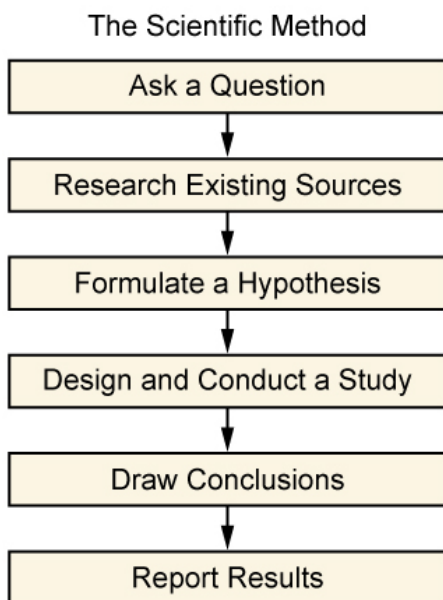 The Scientific Method
Ask a Question
Research Existing Sources
Formulate a Hypothesis
Design and Conduct a Study
Draw Conclusions
Report Results